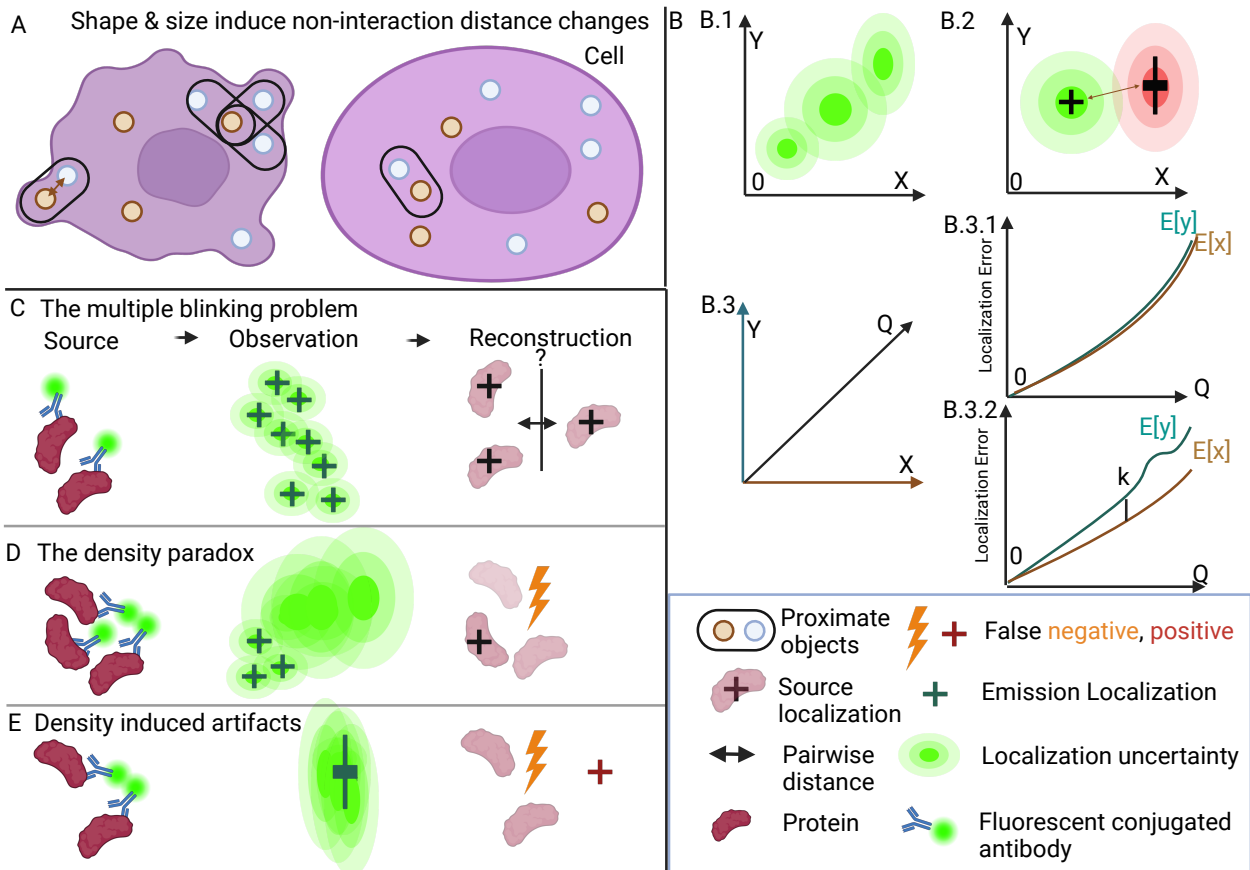 A
Shape & size induce non-interaction distance changes
Cell
B
B.1
Y
0
X
B.2
Y
0
X
B.3
Y
Q
X
B.3.1
Localization Error
E[y]
E[x]
0
Q
B.3.2
Localization Error
E[y]
E[x]
k
0
Q
C The multiple blinking problem
Source
Observation
Reconstruction
?
D The density paradox
E Density induced artifacts
Proximate
objects
False negative, positive
Source
localization
Emission Localization
Pairwise
distance
Localization uncertainty
Protein
Fluorescent conjugated
antibody